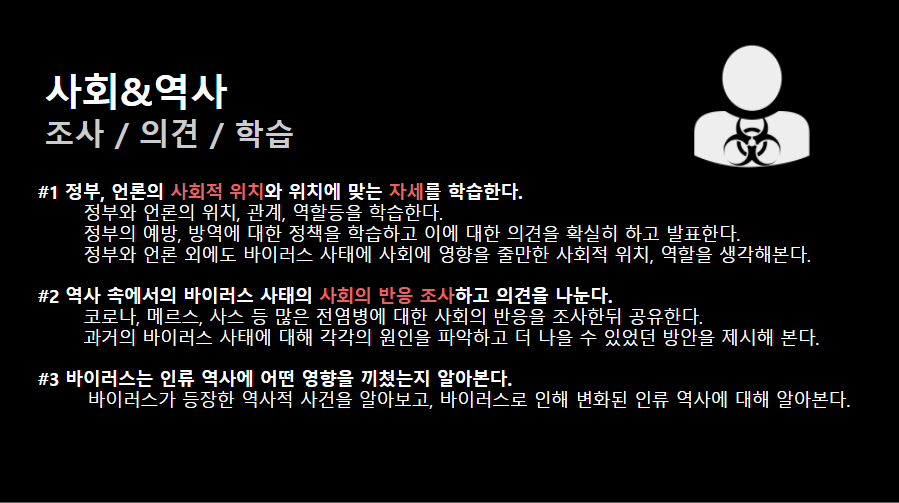 사회&역사
조사 / 의견 / 학습
#1 정부, 언론의 사회적 위치와 위치에 맞는 자세를 학습한다.
정부와 언론의 위치, 관계, 역할등을 학습한다.
정부의 예방, 방역에 대한 정책을 학습하고 이에 대한 의견을 확실히 하고 발표한다.
정부와 언론 외에도 바이러스 사태에 사회에 영향을 줄만한 사회적 위치, 역할을 생각해본다.
#2 역사 속에서의 바이러스 사태의 사회의 반응 조사하고 의견을 나눈다.
코로나, 메르스, 사스 등 많은 전염병에 대한 사회의 반응을 조사한뒤 공유한다.
과거의 바이러스 사태에 대해 각각의 원인을 파악하고 더 나을 수 있었던 방안을 제시해 본다.
#3 바이러스는 인류 역사에 어떤 영향을 끼쳤는지 알아본다.
바이러스가 등장한 역사적 사건을 알아보고, 바이러스로 인해 변화된 인류 역사에 대해 알아본다.